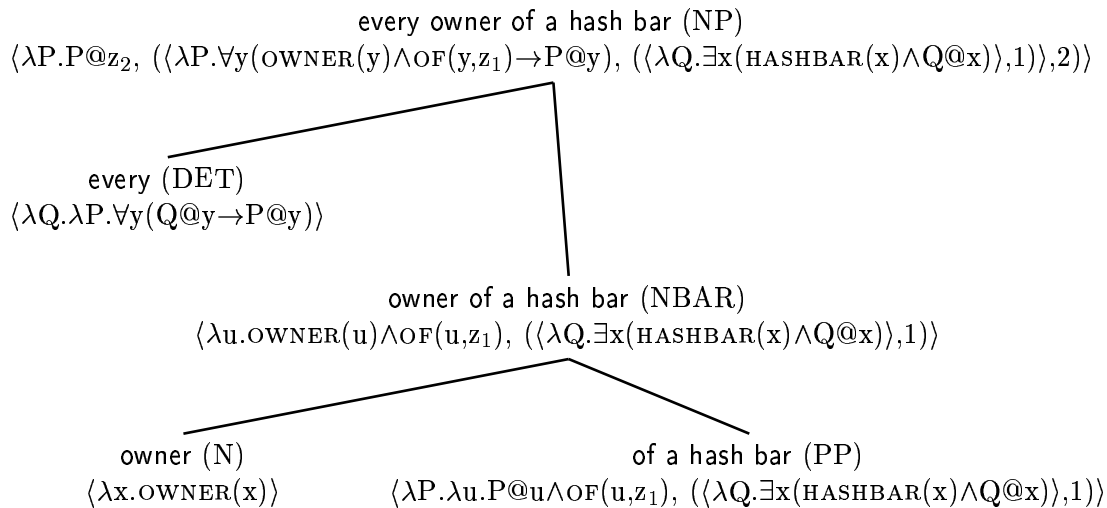 every owner of a hash bar (NP)
⟨λP.P@z₂, (⟨λP.∀y(OWNER(y)∧OF(y,z₁)→P@y), (⟨λQ.∃x(HASHBAR(x)∧Q@x)⟩,1)⟩,2)⟩
every (DET)
⟨λQ.λP.∀y(Q@y→P@y)⟩
owner of a hash bar (NBAR)
⟨λu.OWNER(u)∧OF(u,z₁), (⟨λQ.∃x(HASHBAR(x)∧Q@x)⟩,1)⟩
owner (N) of a hash bar (PP)
⟨λx.OWNER(x)⟩ ⟨λP.λu.P@u∧OF(u,z₁), (⟨λQ.∃x(HASHBAR(x)∧Q@x)⟩,1)⟩